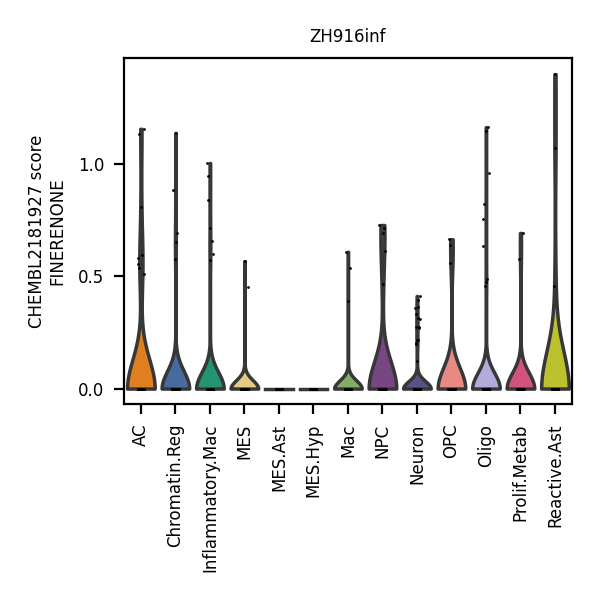 ZH916inf
CHEMBL2181927 score
FINERENONE
1.0
0.5
0.0
AC
Chromatin.Reg
Inflammatory.Mac
MES
MES.Ast
MES.Hyp
Mac
NPC
Neuron
OPC
Oligo
Prolif.Metab
Reactive.Ast